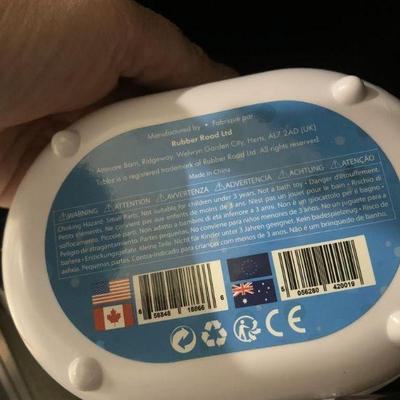 Manufactured by • Fabriqué par
Rubber Road Ltd
Attimore Barn, Ridgeway, Welwyn Garden City, Herts, AL7 2AD (UK)
Tubbz is a registered trademark of Rubber Road Ltd. All rights reserved.
Made in China
WARNING ATTENTION AVVERTENZA ADVERTENCIA ACHTUNG ATENÇÃO
Choking Hazard. Small Parts. Not suitable for children under 3 years. Not a bath toy • Danger d'étouffement.
Petits éléments. Ne convient pas aux enfants de moins de 3 ans. N'est pas un jouet pour le bain • Rischio di
soffocamento. Piccole parti. Non adatto a bambini di età inferiore a 3 anni. Non è un giocattolo per il bagno •
Peligro de atragantamiento. Partes pequeñas. No conviene para niños menores de 3 años. No un juguete para a
bañera • Erstickungsgefahr. kleine Teile. Nicht für Kinder unter 3 Jahren geeignet. Kein badespielzeug • Risco de
asfixia. Pequenas partes. Contra-indicado para crianças com menos de 3 anos. Não é um brinquedo de banho.
6 56848 18066 6
5 056280 420019
CE